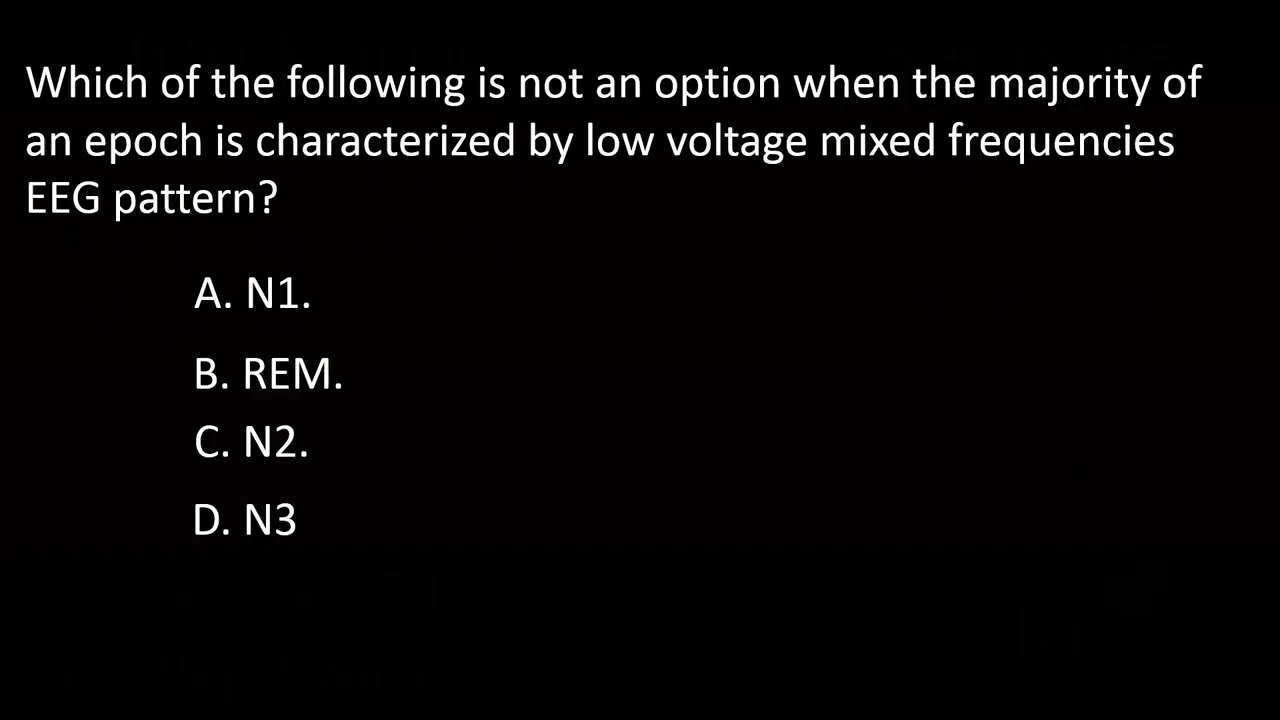 Which of the following is not an option when the majority of
an epoch is characterized by low voltage mixed frequencies
EEG pattern?
A. N1.
B. REM.
C. N2.
D. N3